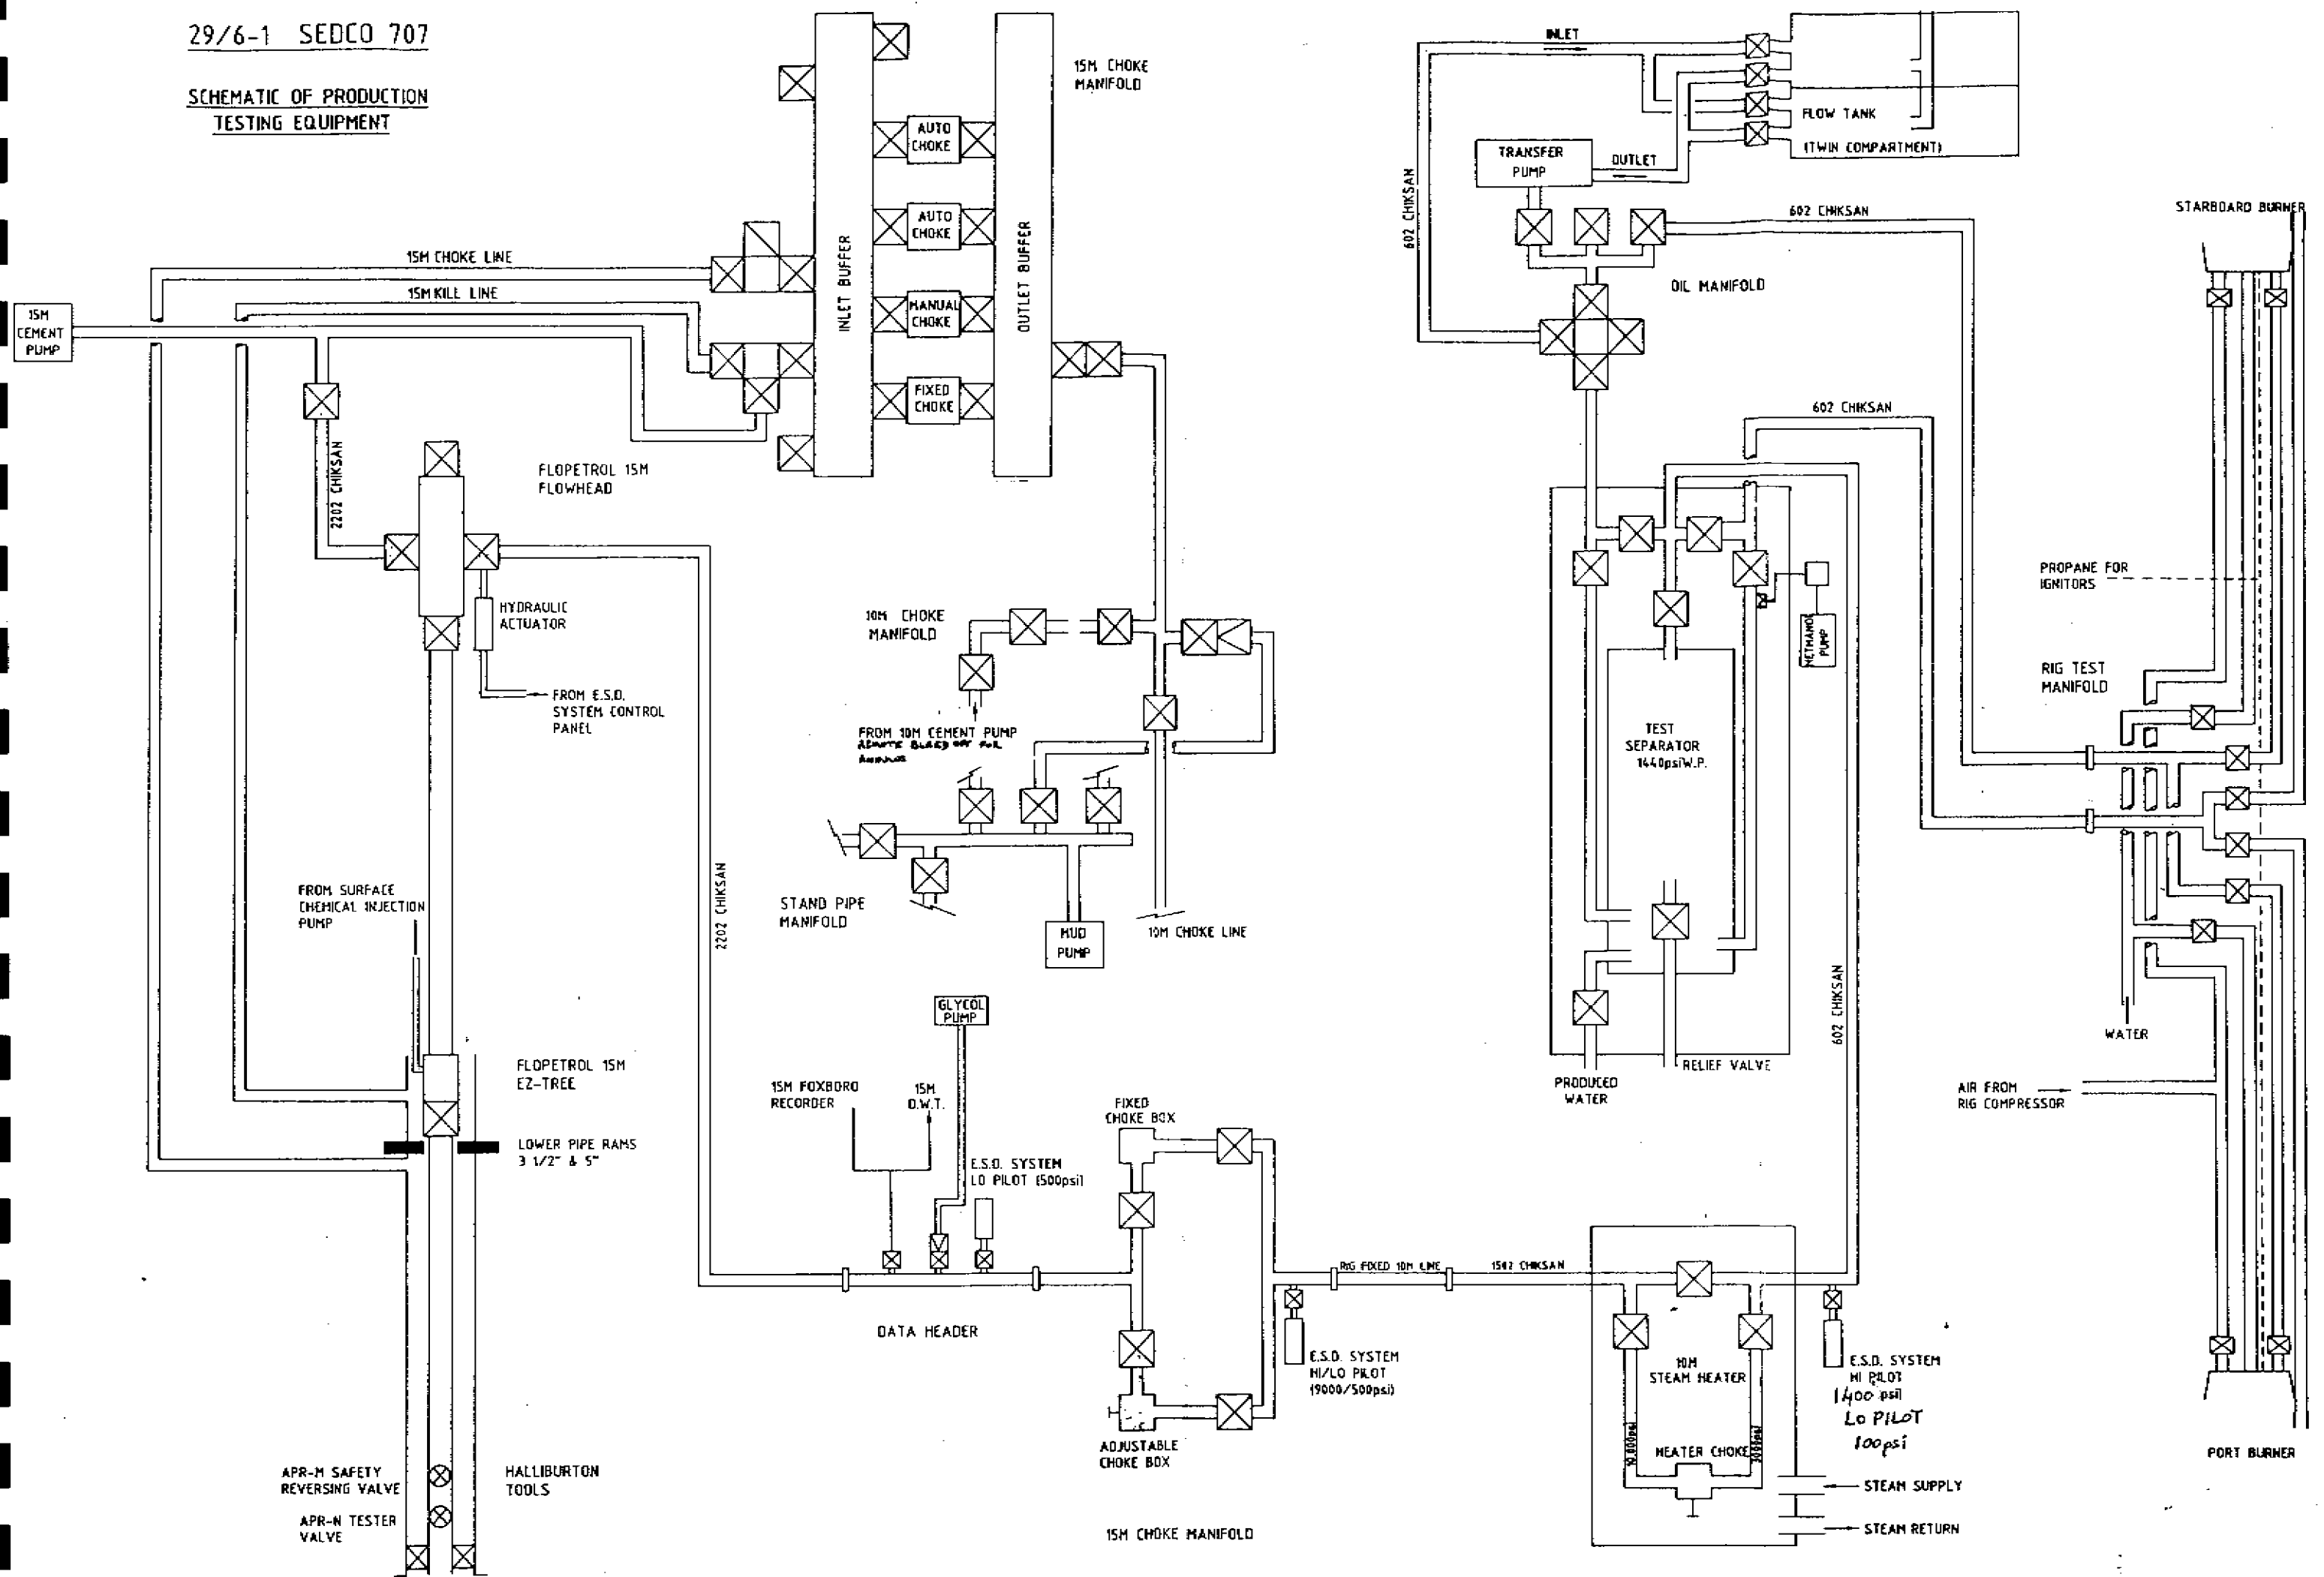 29/6-1 SEDCO 707
SCHEMATIC OF PRODUCTION
TESTING EQUIPMENT
15M CHOKE
MANIFOLD
AUTO
CHOKE
AUTO
CHOKE
MANUAL
CHOKE
FIXED
CHOKE
INLET BUFFER
OUTLET BUFFER
15M CHOKE LINE
15M KILL LINE
15M
CEMENT
PUMP
2202 CHIKSAN
FLOPETROL 15M
FLOWHEAD
HYDRAULIC
ACTUATOR
FROM E.S.D.
SYSTEM CONTROL
PANEL
FROM SURFACE
CHEMICAL INJECTION
PUMP
FLOPETROL 15M
EZ-TREE
LOWER PIPE RAMS
3 1/2" & 5"
APR-M SAFETY
REVERSING VALVE
APR-N TESTER
VALVE
HALLIBURTON
TOOLS
2202 CHIKSAN
10M CHOKE
MANIFOLD
FROM 10M CEMENT PUMP
REMOTE BLEED OFF FOR
ANNULUS
STAND PIPE
MANIFOLD
MUD
PUMP
10M CHOKE LINE
GLYCOL
PUMP
15M FOXBORO
RECORDER
15M
D.W.T.
E.S.D. SYSTEM
LO PILOT (500psi)
DATA HEADER
FIXED
CHOKE BOX
ADJUSTABLE
CHOKE BOX
15M CHOKE MANIFOLD
E.S.D. SYSTEM
HI/LO PILOT
(9000/500psi)
RIG FIXED 10M LINE
1502 CHIKSAN
10M
STEAM HEATER
10,000psi
HEATER CHOKE
STEAM SUPPLY
STEAM RETURN
E.S.D. SYSTEM
HI PILOT
1400 psi
LO PILOT
100psi
602 CHIKSAN
INLET
FLOW TANK
(TWIN COMPARTMENT)
TRANSFER
PUMP
OUTLET
602 CHIKSAN
602 CHIKSAN
OIL MANIFOLD
602 CHIKSAN
METHANOL
PUMP
TEST
SEPARATOR
1440psiW.P.
PRODUCED
WATER
RELIEF VALVE
STARBOARD BURNER
PROPANE FOR
IGNITORS
RIG TEST
MANIFOLD
WATER
AIR FROM
RIG COMPRESSOR
PORT BURNER